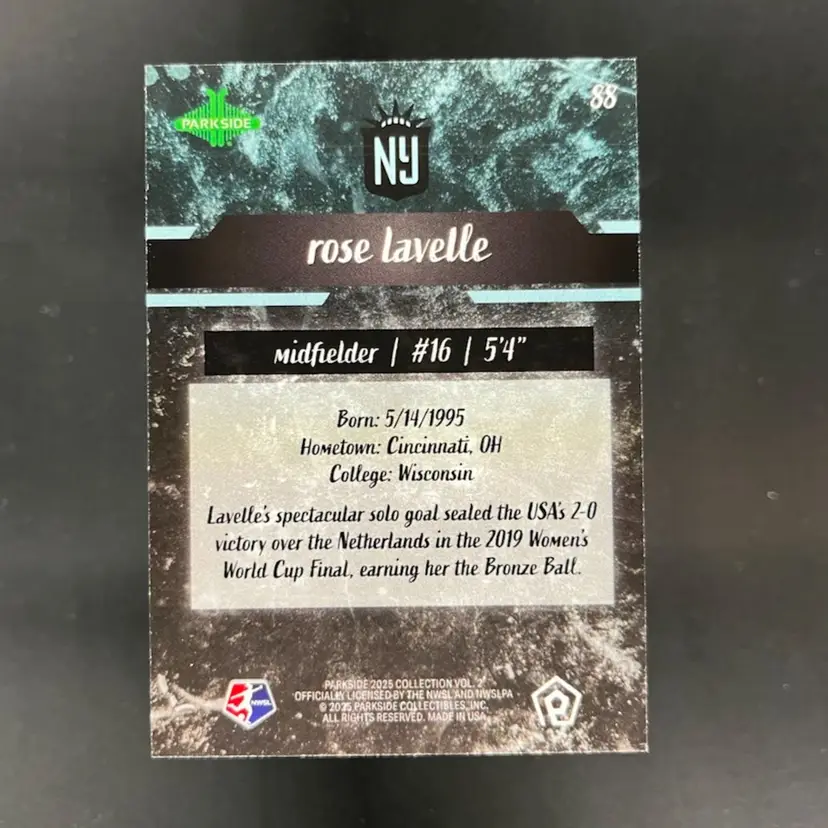 88
PARKSIDE
NY
rose lavelle
midfielder | #16 | 5'4"
Born: 5/14/1995
Hometown: Cincinnati, OH
College: Wisconsin
Lavelle's spectacular solo goal sealed the USA's 2-0
victory over the Netherlands in the 2019 Women's
World Cup Final, earning her the Bronze Ball.
PARKSIDE 2025 COLLECTION VOL. 2
OFFICIALLY LICENSED BY THE NWSL AND NWSLPA
© 2025 PARKSIDE COLLECTIBLES, INC.
ALL RIGHTS RESERVED. MADE IN USA
NWSL